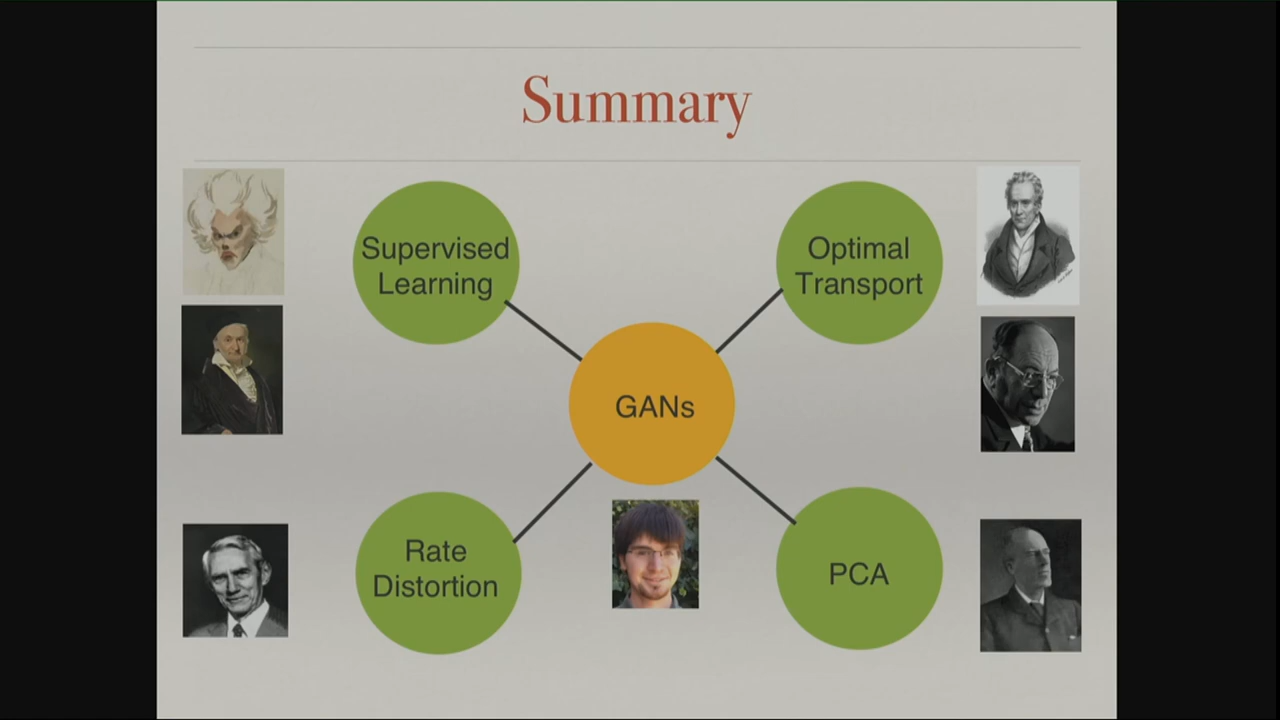 Summary
Supervised
Learning
Optimal
Transport
GANs
Rate
Distortion
PCA